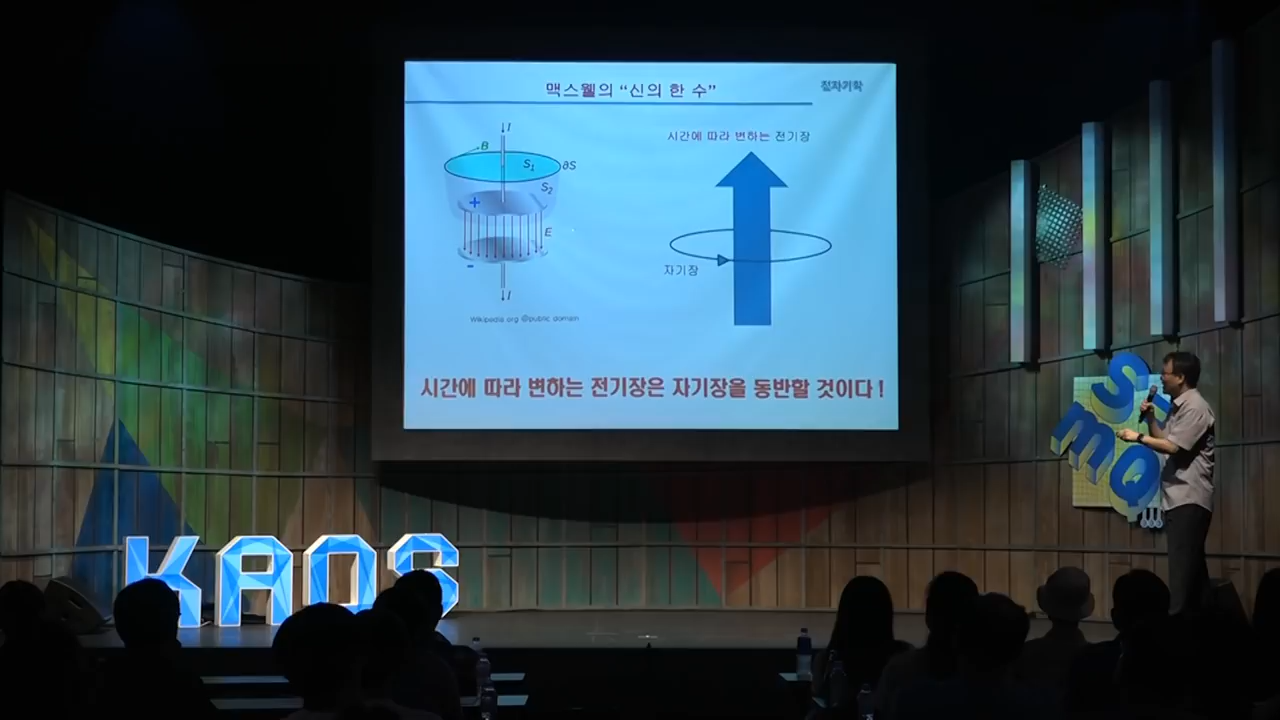 맥스웰의 “신의 한 수”
전자기학
I
B
S1
∂S
S2
+
E
-
I
Wikipedia org @public domain
시간에 따라 변하는 전기장
자기장
시간에 따라 변하는 전기장은 자기장을 동반할 것이다 !
KAOS
S
mQ